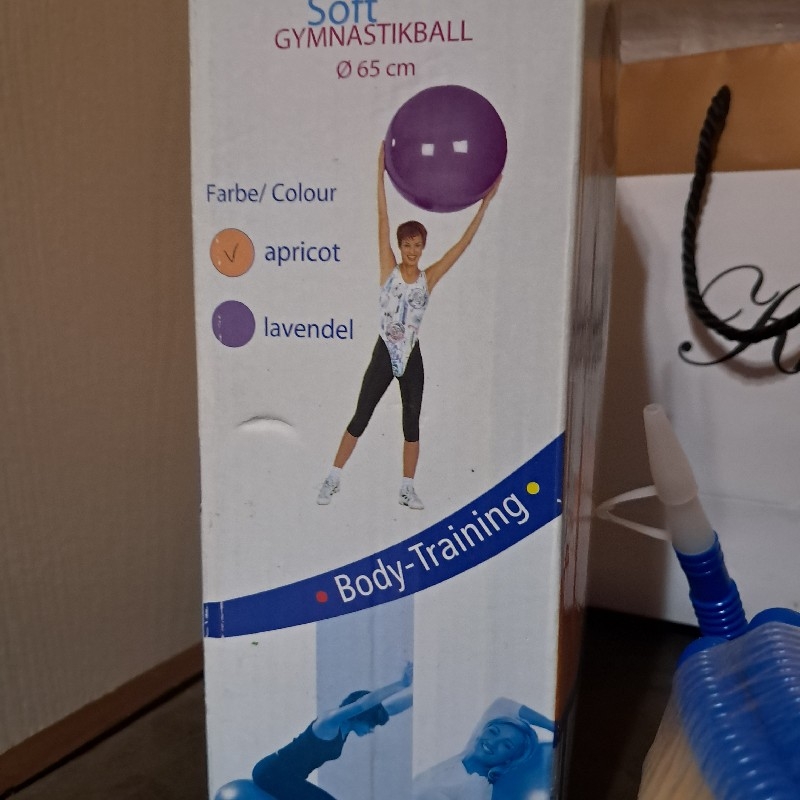 Soft
GYMNASTIKBALL
Ø 65 cm
Farbe/ Colour
apricot
lavendel
Body-Training